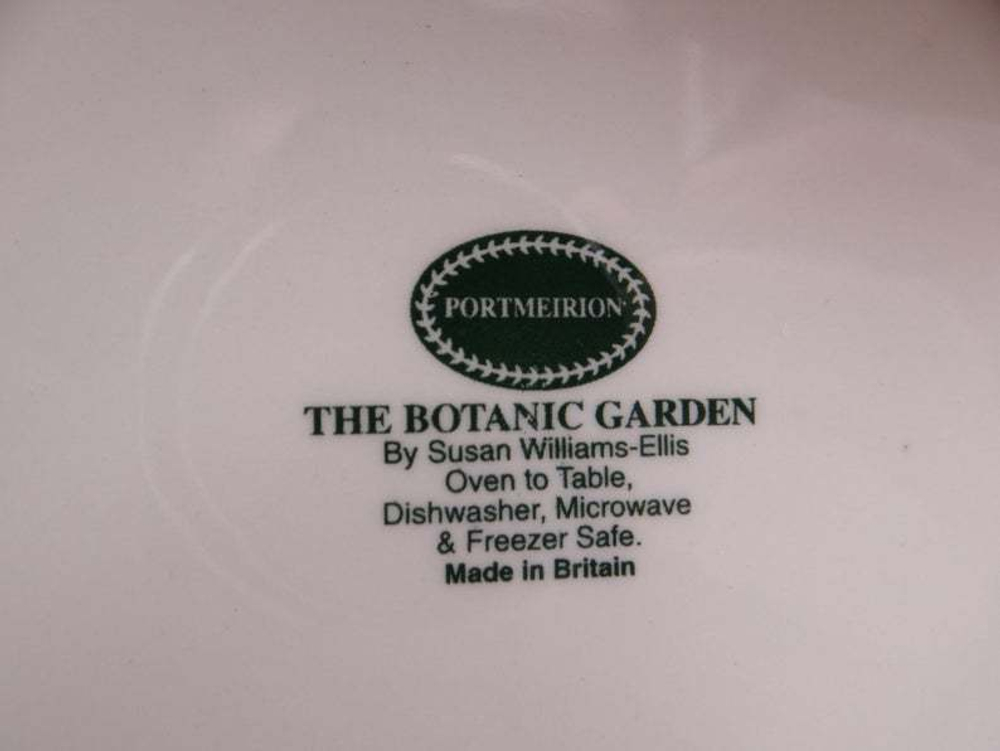 PORTMEIRION
THE BOTANIC GARDEN
By Susan Williams-Ellis
Oven to Table,
Dishwasher, Microwave
& Freezer Safe.
Made in Britain